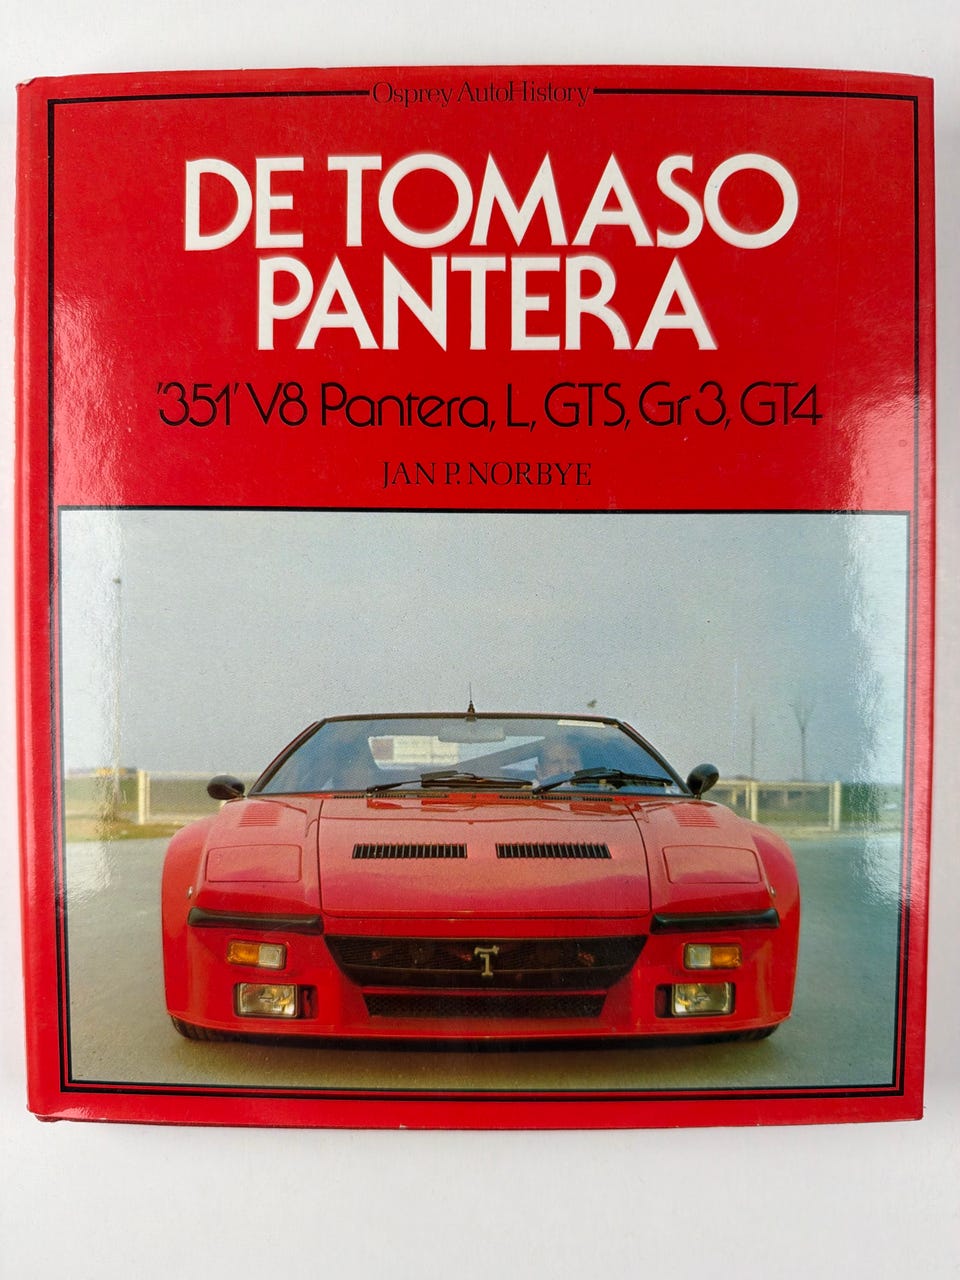 Osprey AutoHistory
DE TOMASO
PANTERA
'351' V8 Pantera, L, GTS, Gr 3, GT4
JAN P. NORBYE